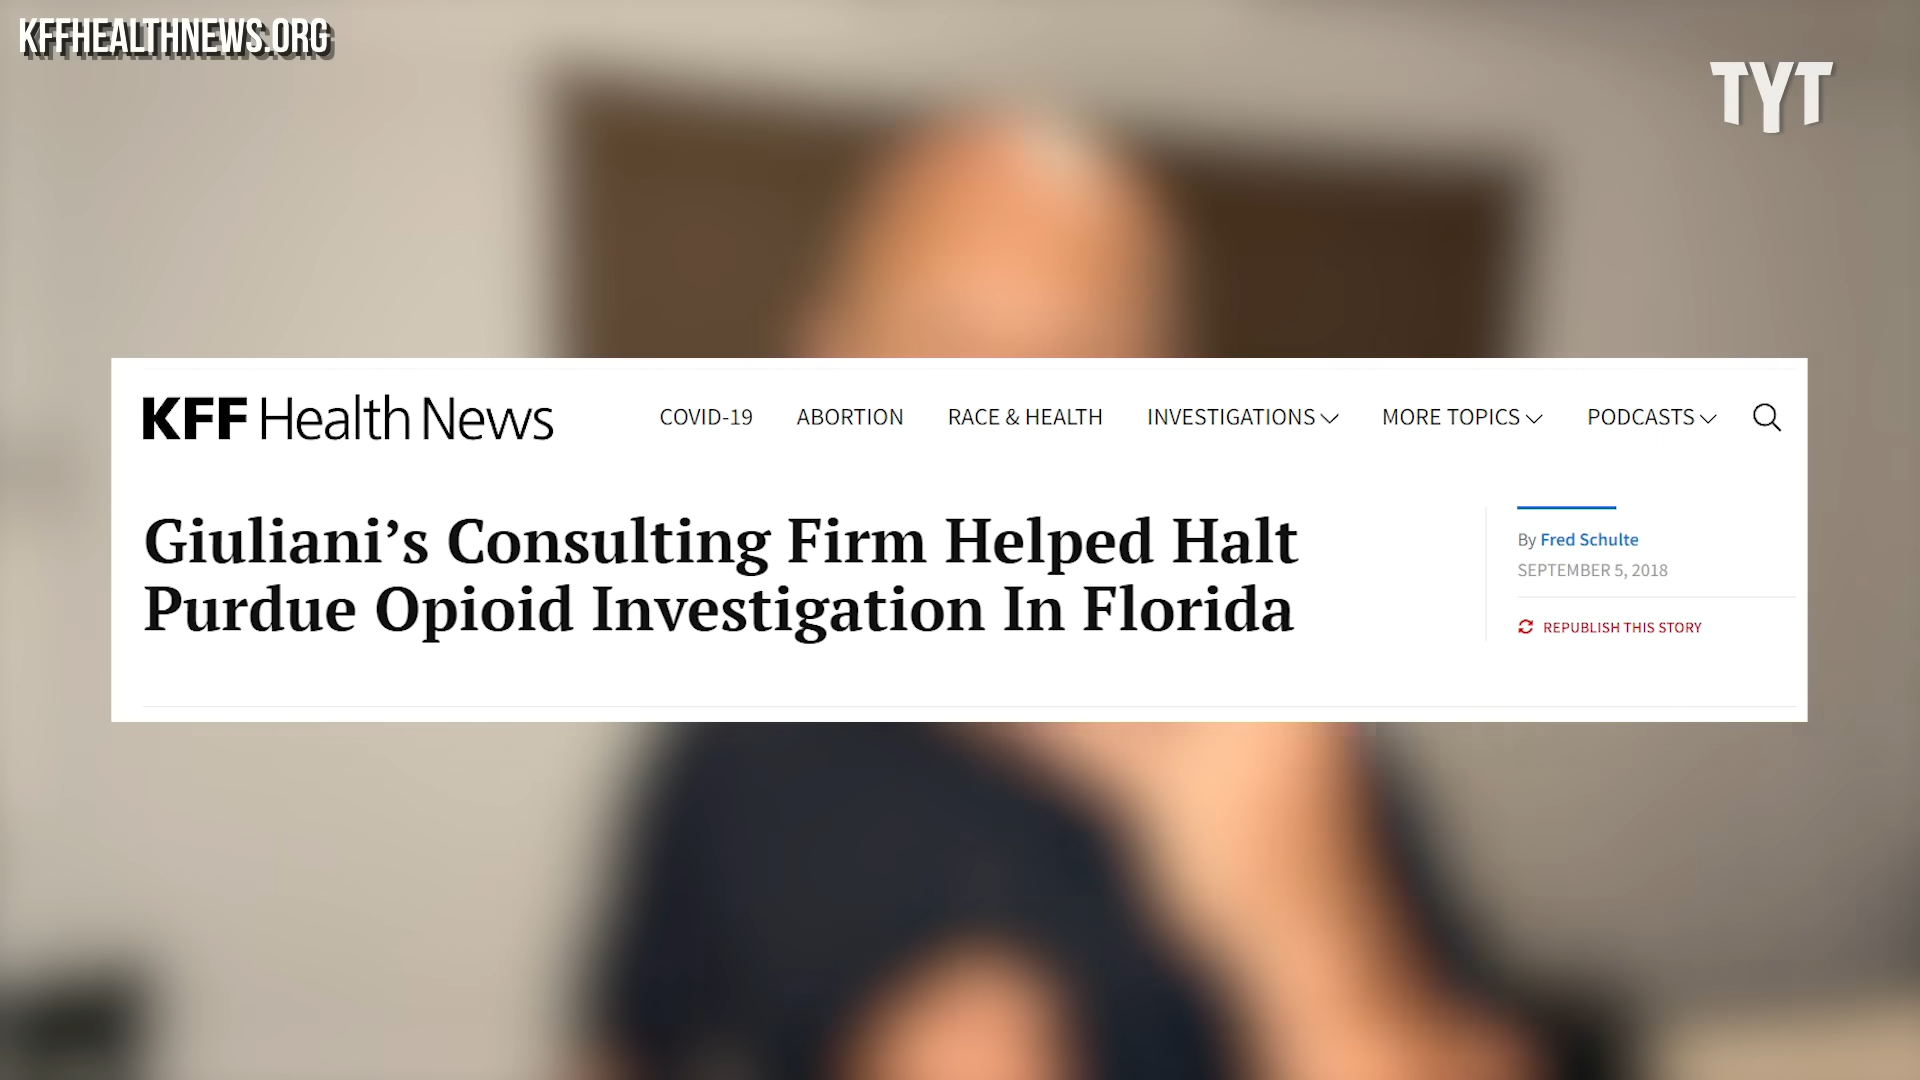 KFFHEALTHNEWS.ORG
TYT
KFF Health News
COVID-19 ABORTION RACE & HEALTH INVESTIGATIONS MORE TOPICS PODCASTS
Giuliani’s Consulting Firm Helped Halt
Purdue Opioid Investigation In Florida
By Fred Schulte
SEPTEMBER 5, 2018
REPUBLISH THIS STORY